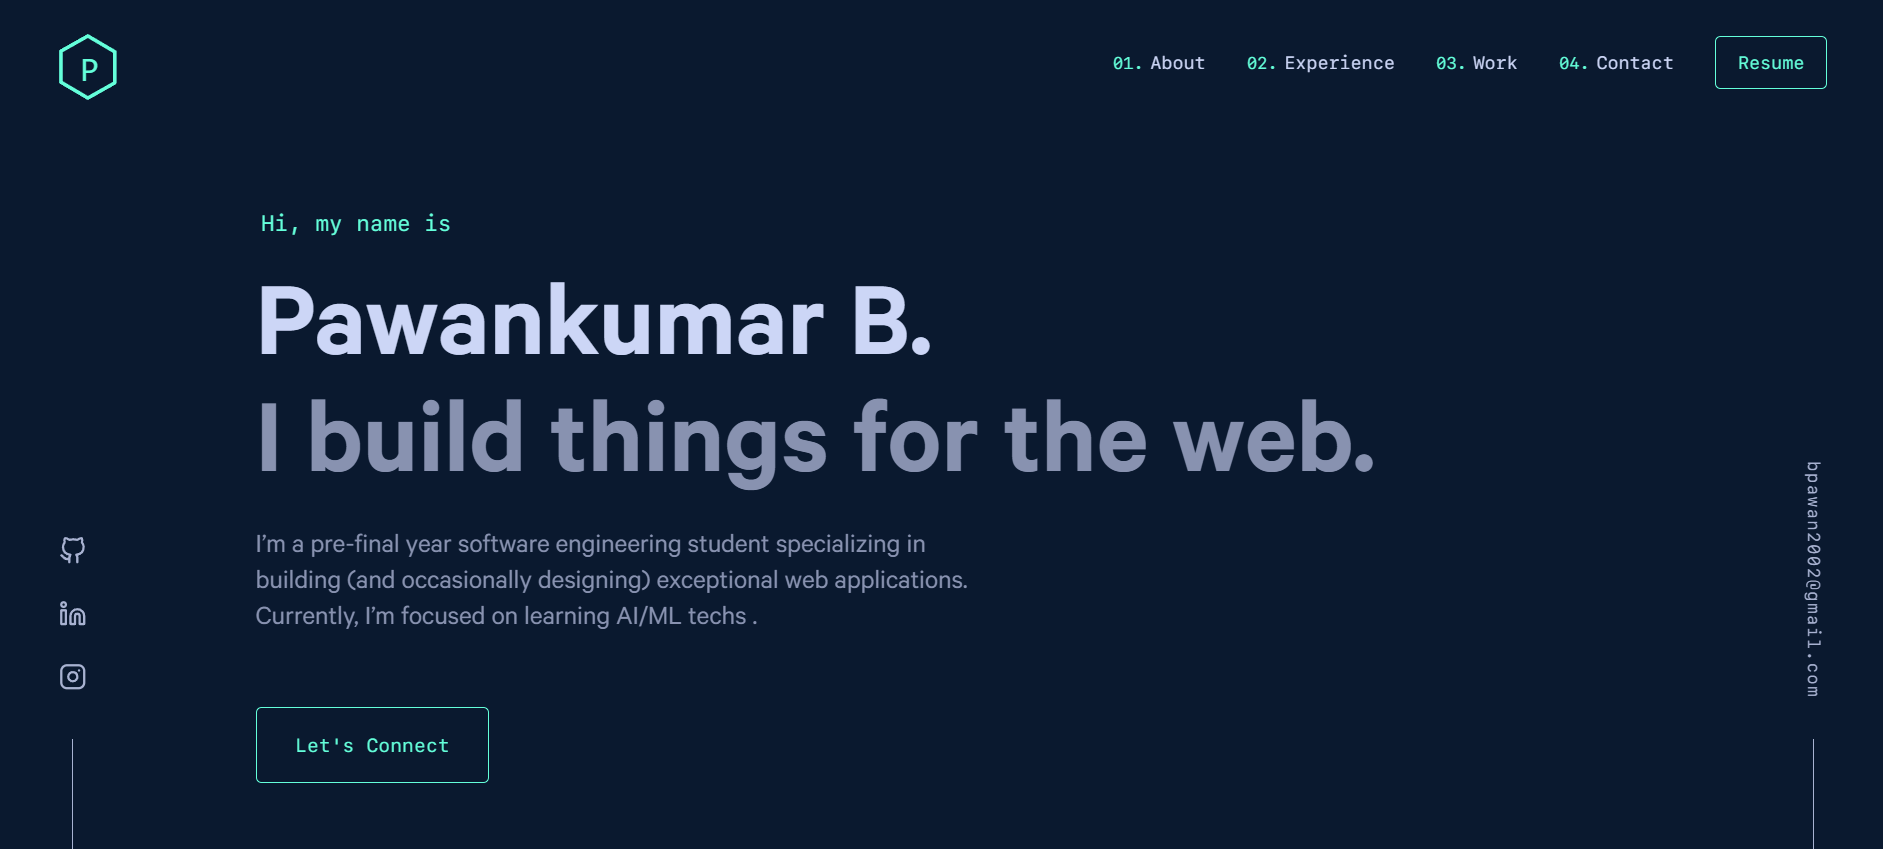 P
01. About 02. Experience 03. Work 04. Contact Resume
Hi, my name is
Pawankumar B.
I build things for the web.
I’m a pre-final year software engineering student specializing in
building (and occasionally designing) exceptional web applications.
Currently, I’m focused on learning AI/ML techs .
Let's Connect
bpawan2002@gmail.com